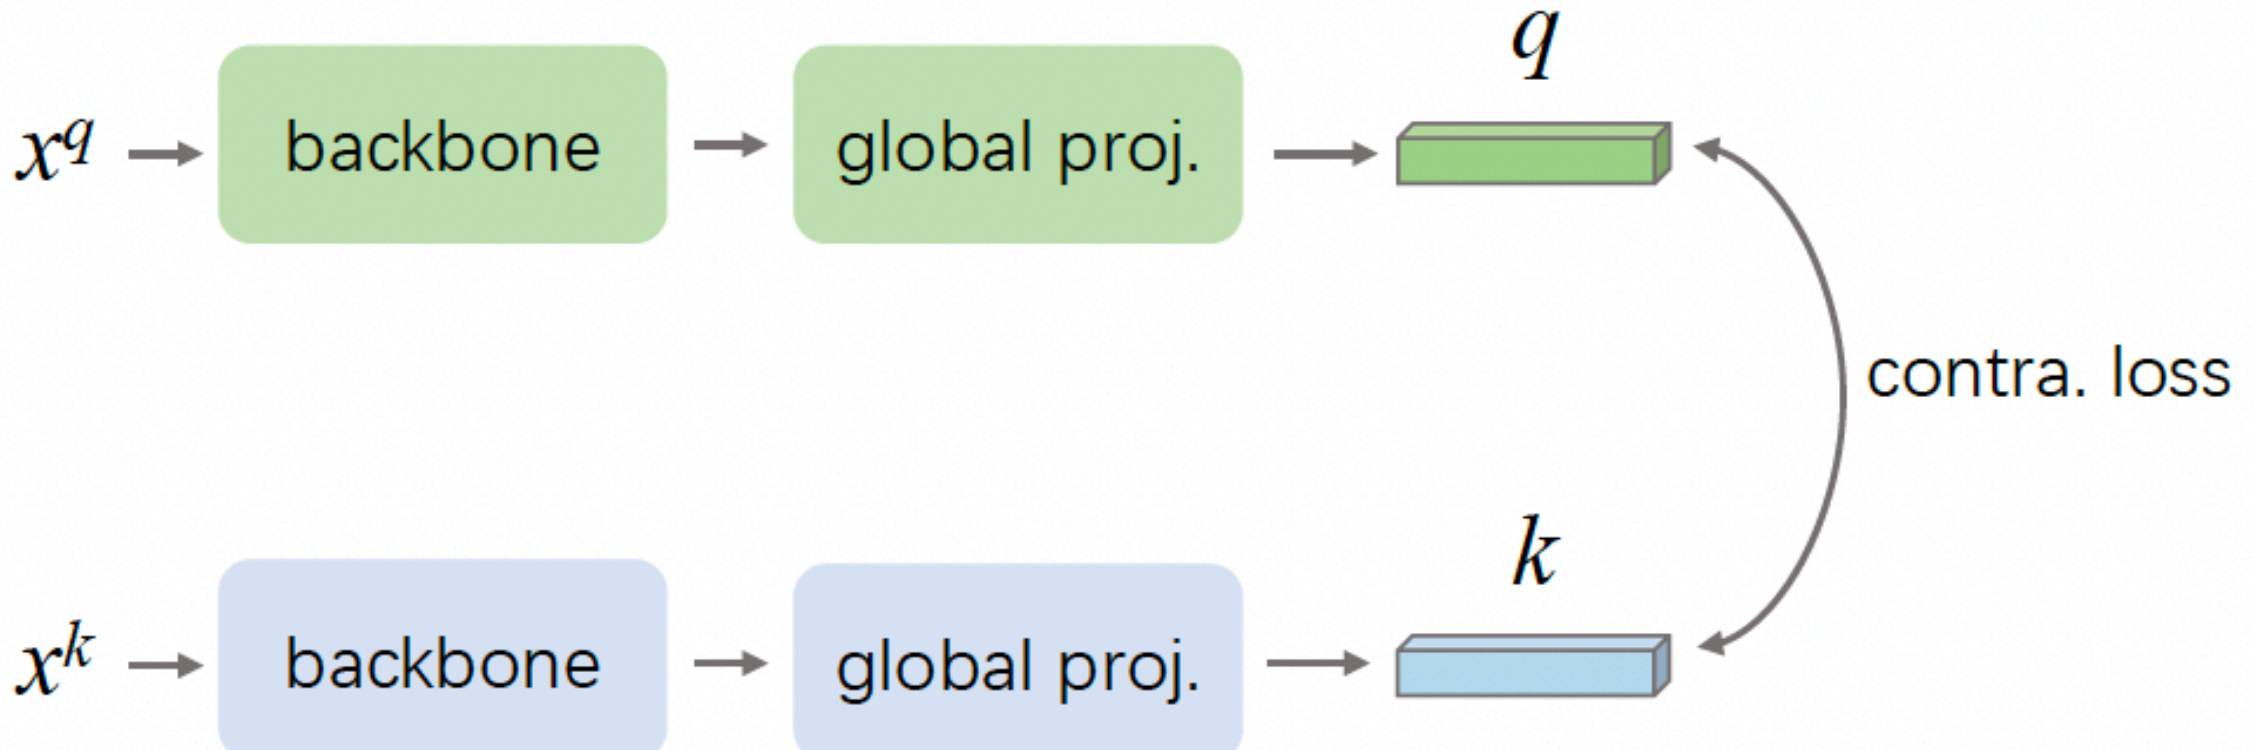 q
x^q backbone global proj.
contra. loss
k
x^k backbone global proj.